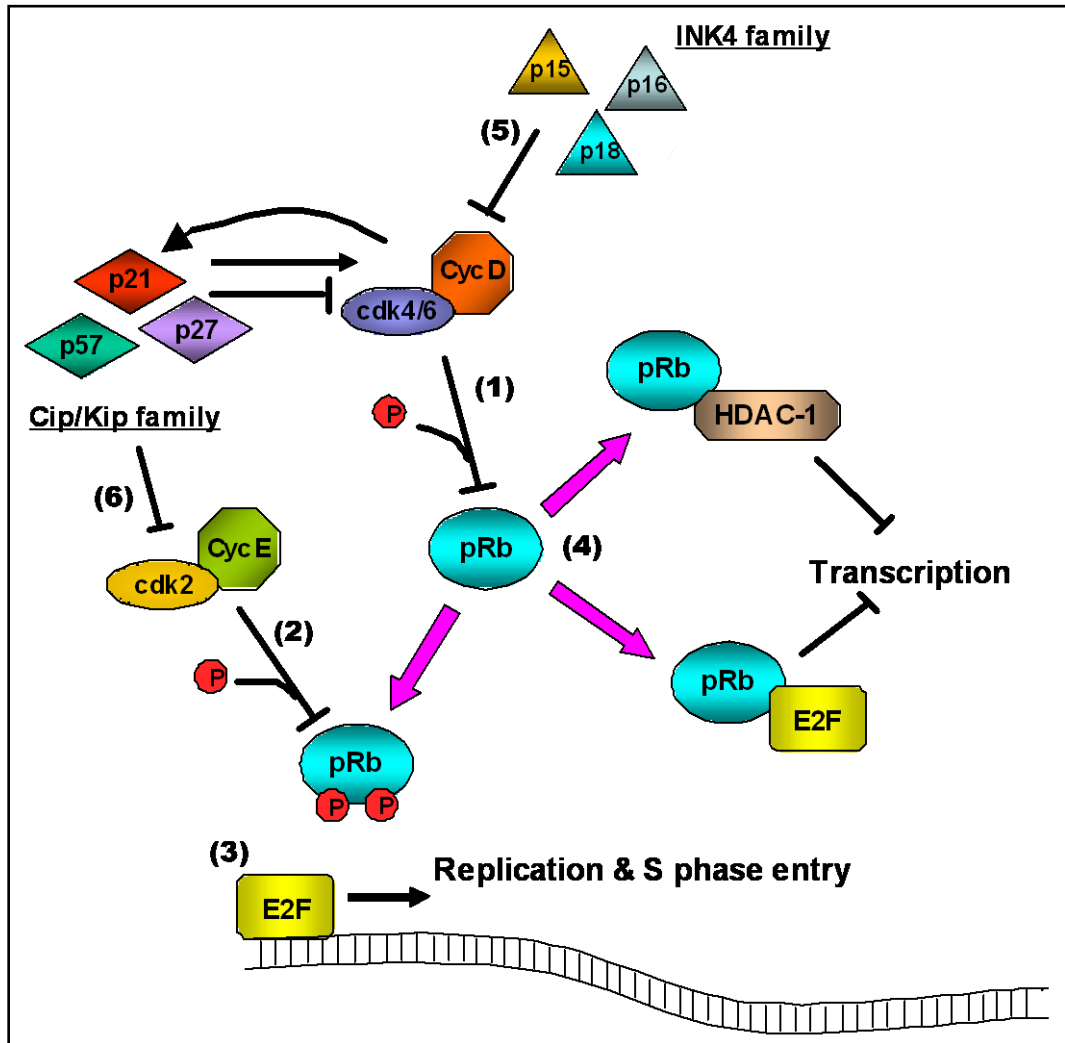 INK4 family
p15
p16
p18
(5)
p21
p57
p27
Cyc D
cdk4/6
Cip/Kip family
(1)
P
pRb
HDAC-1
(6)
Cyc E
cdk2
pRb
(4)
Transcription
(2)
P
pRb
E2F
pRb
P P
(3)
E2F
Replication & S phase entry